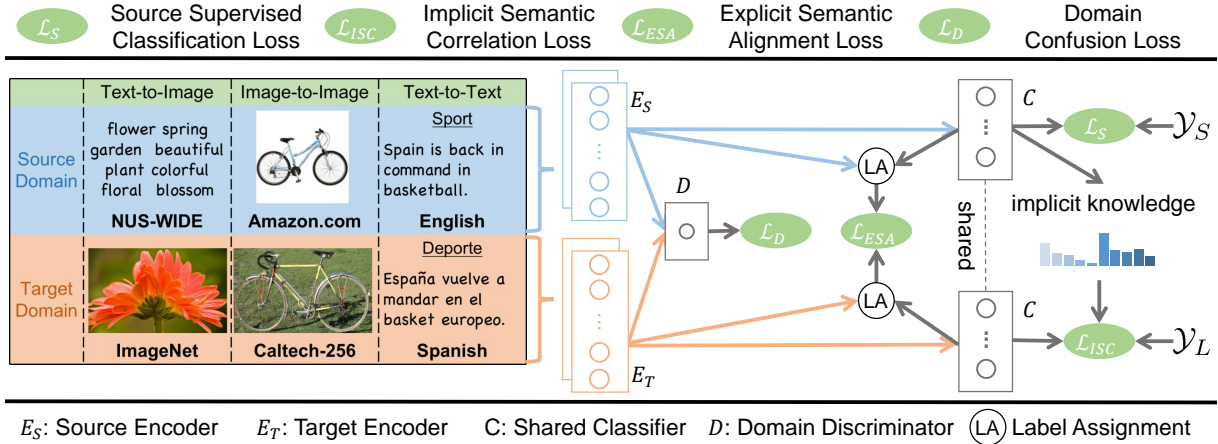 ℒ_S Source Supervised Classification Loss
ℒ_ISC Implicit Semantic Correlation Loss
ℒ_ESA Explicit Semantic Alignment Loss
ℒ_D Domain Confusion Loss
Text-to-Image Image-to-Image Text-to-Text
Source Domain
flower spring
garden beautiful
plant colorful
floral blossom
NUS-WIDE
Amazon.com
Sport
Spain is back in
command in
basketball.
English
Target Domain
ImageNet
Caltech-256
Deporte
España vuelve a
mandar en el
basket europeo.
Spanish
E_S
E_T
D
ℒ_D
LA
ℒ_ESA
LA
C
ℒ_S
𝒴_S
shared
implicit knowledge
C
ℒ_ISC
𝒴_L
E_S: Source Encoder E_T: Target Encoder C: Shared Classifier D: Domain Discriminator LA Label Assignment